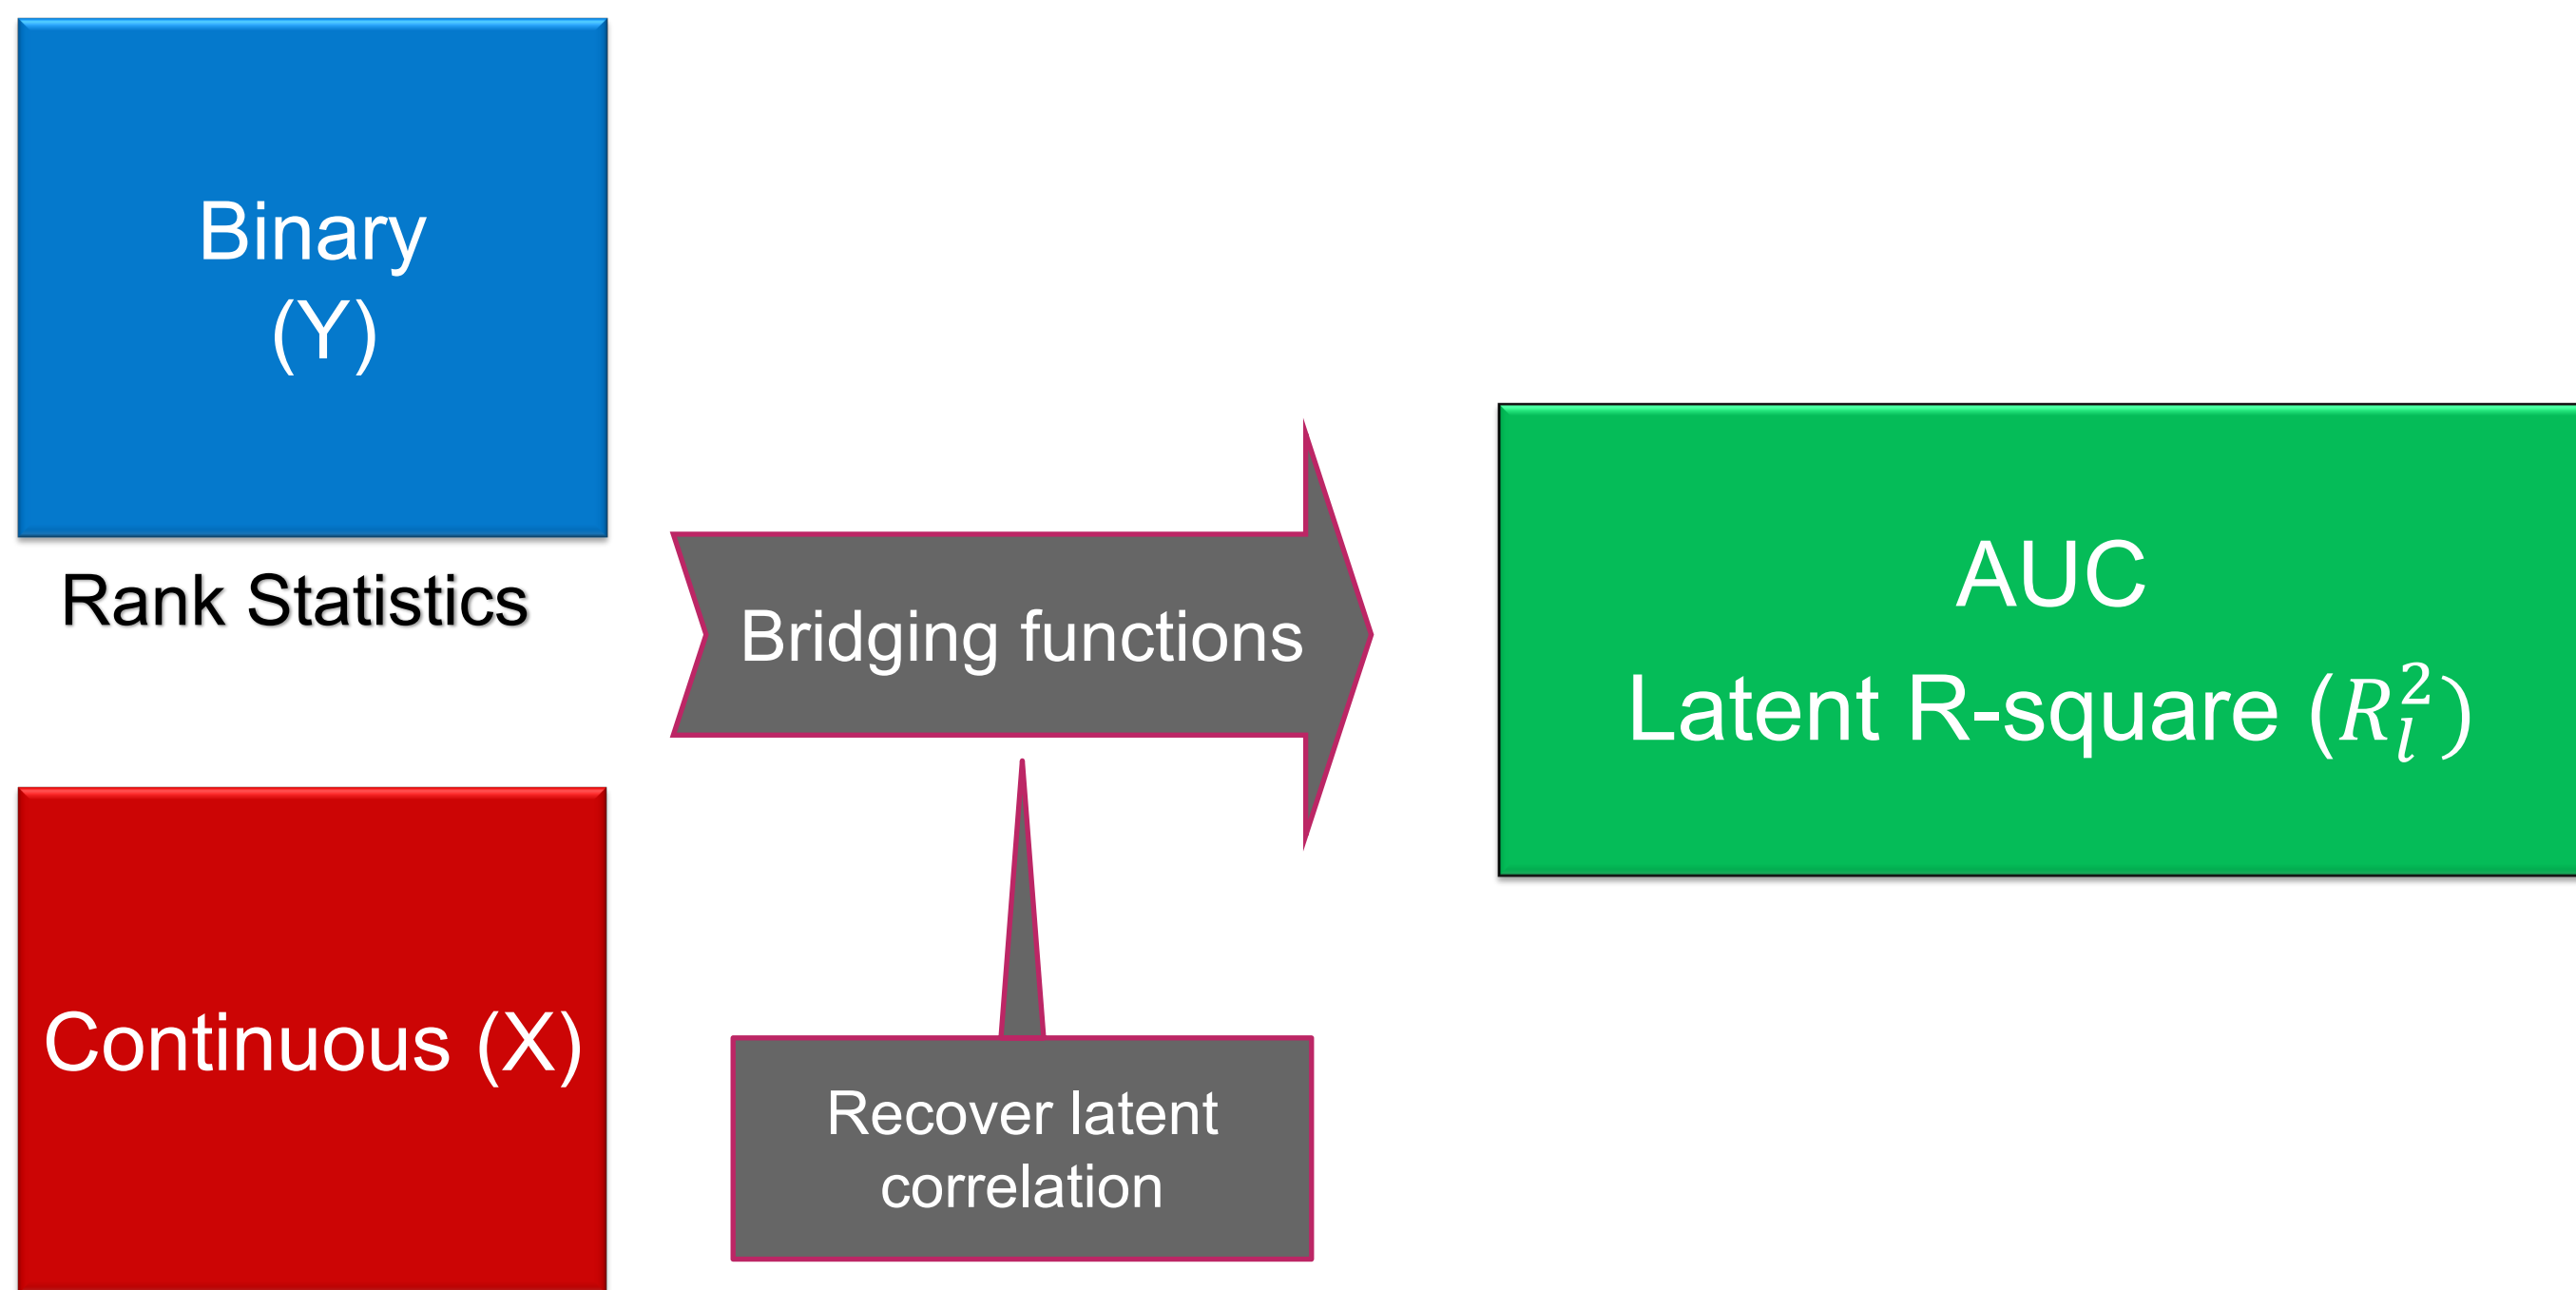 Binary
(Y)
Rank Statistics
Continuous (X)
Bridging functions
Recover latent
correlation
AUC
Latent R-square ($R_l^2$)